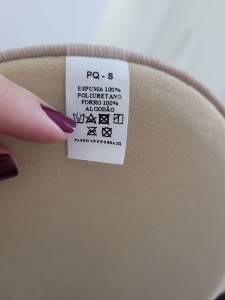 PQ - S
ESPUMA 100%
POLIURETANO
FORRO 100%
ALGODÃO